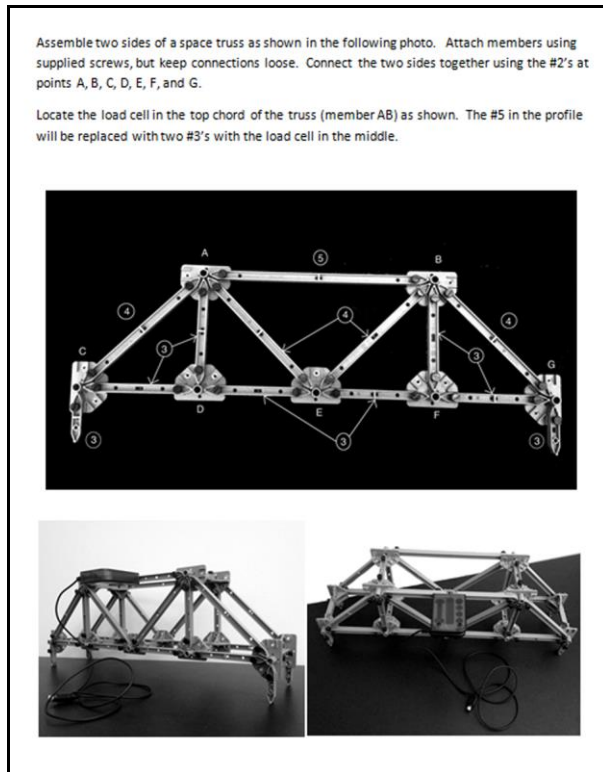 Assemble two sides of a space truss as shown in the following photo. Attach members using
supplied screws, but keep connections loose. Connect the two sides together using the #2's at
points A, B, C, D, E, F, and G.
Locate the load cell in the top chord of the truss (member AB) as shown. The #5 in the profile
will be replaced with two #3's with the load cell in the middle.
A
5
B
4
4
4
C
3
3
G
D
E
F
3
3
3